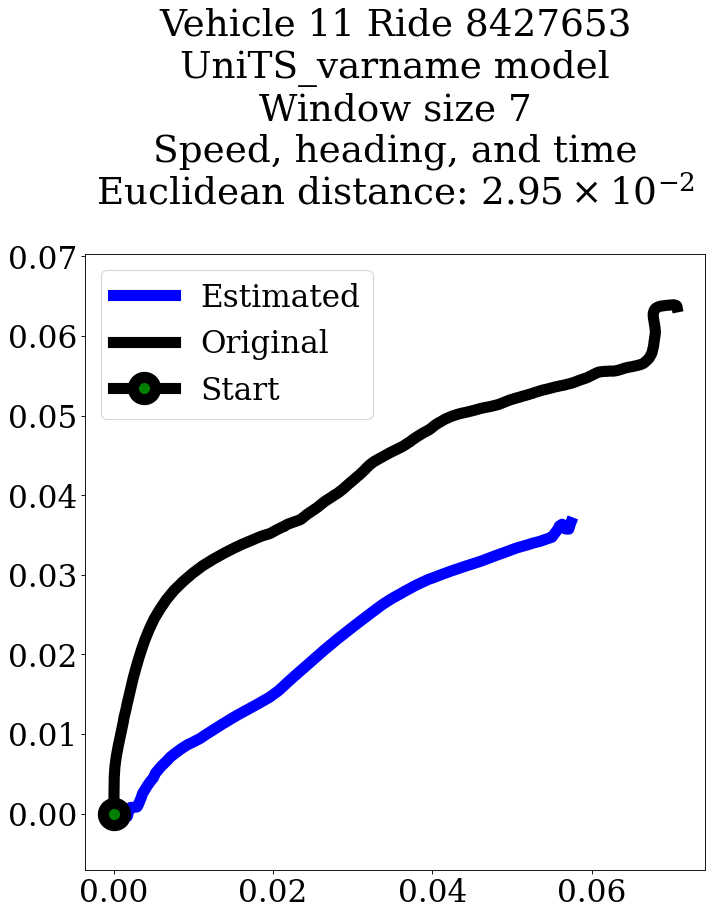 Vehicle 11 Ride 8427653
UniTS_varname model
Window size 7
Speed, heading, and time
Euclidean distance: 2.95 × 10⁻²
0.07
0.06
0.05
0.04
0.03
0.02
0.01
0.00
Estimated
Original
Start
0.00 0.02 0.04 0.06